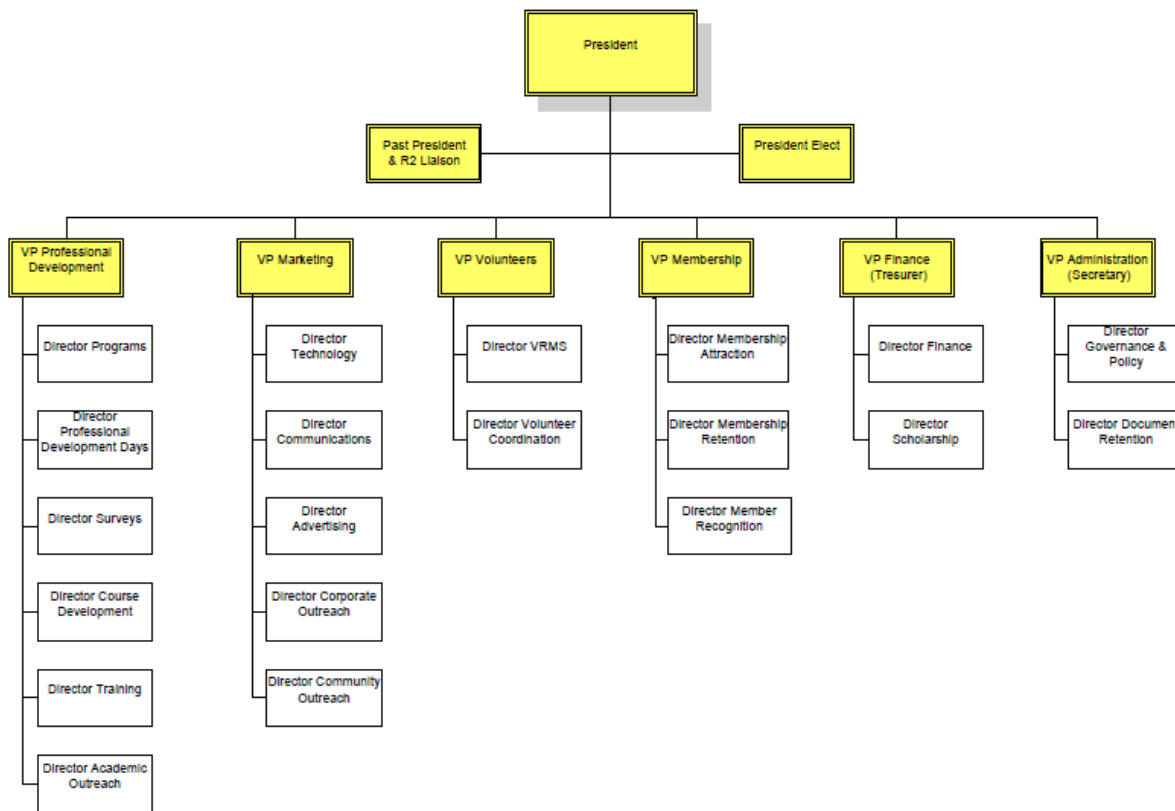 President
Past President
& R2 Liaison
President Elect
VP Professional
Development
VP Marketing
VP Volunteers
VP Membership
VP Finance
(Tresurer)
VP Administration
(Secretary)
Director Programs
Director
Technology
Director VRMS
Director Membership
Attraction
Director Finance
Director
Governance &
Policy
Director
Professional
Development Days
Director
Communications
Director Volunteer
Coordination
Director Membership
Retention
Director
Scholarship
Director Document
Retention
Director Surveys
Director
Advertising
Director Member
Recognition
Director Course
Development
Director Corporate
Outreach
Director Training
Director Community
Outreach
Director Academic
Outreach